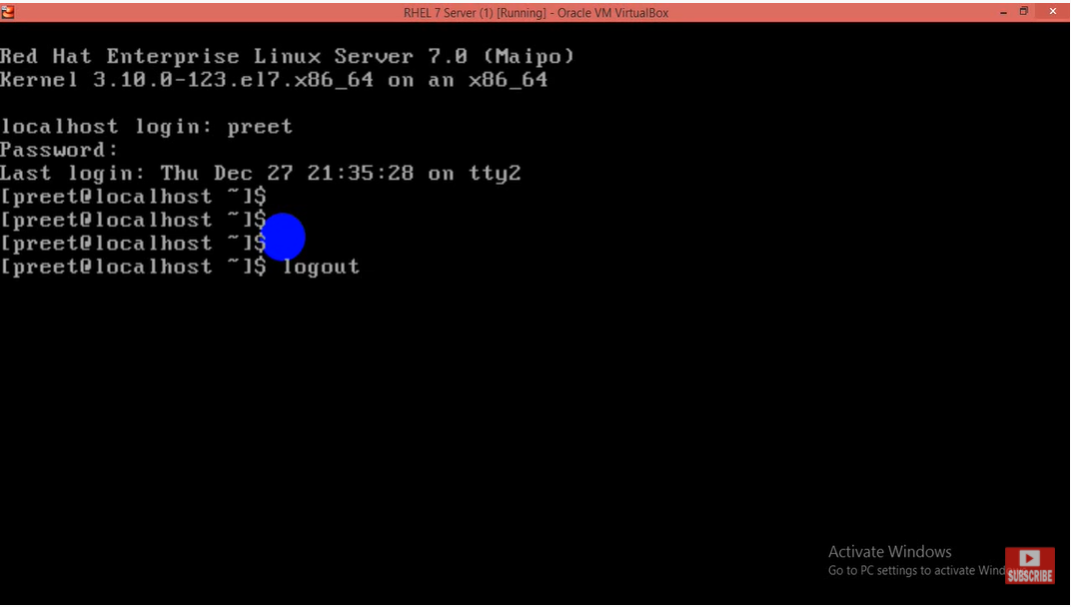 RHEL 7 Server (1) [Running] - Oracle VM VirtualBox
Red Hat Enterprise Linux Server 7.0 (Maipo)
Kernel 3.10.0-123.el7.x86_64 on an x86_64
localhost login: preet
Password:
Last login: Thu Dec 27 21:35:28 on tty2
[preet@localhost ~]$
[preet@localhost ~]$
[preet@localhost ~]$
[preet@localhost ~]$ logout
Activate Windows
Go to PC settings to activate Wind
SUBSCRIBE